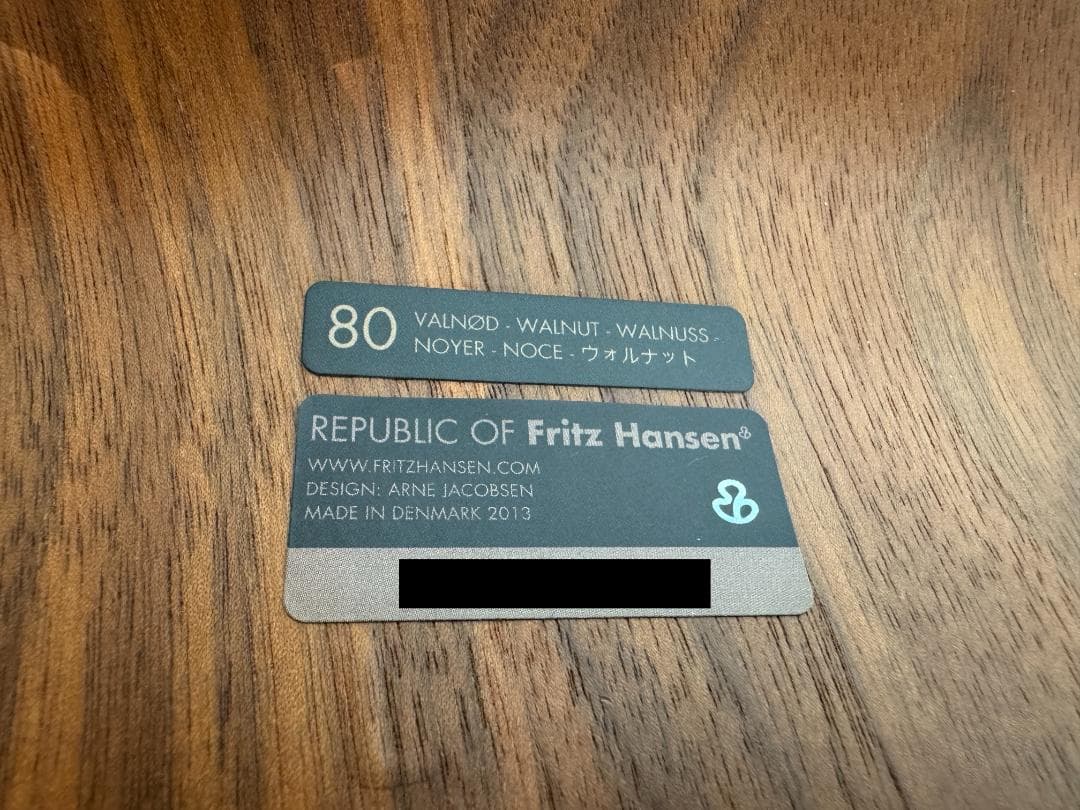 80 VALNØD - WALNUT - WALNUSS -
NOYER - NOCE - ウォルナット
REPUBLIC OF Fritz Hansen
WWW.FRITZHANSEN.COM
DESIGN: ARNE JACOBSEN
MADE IN DENMARK 2013